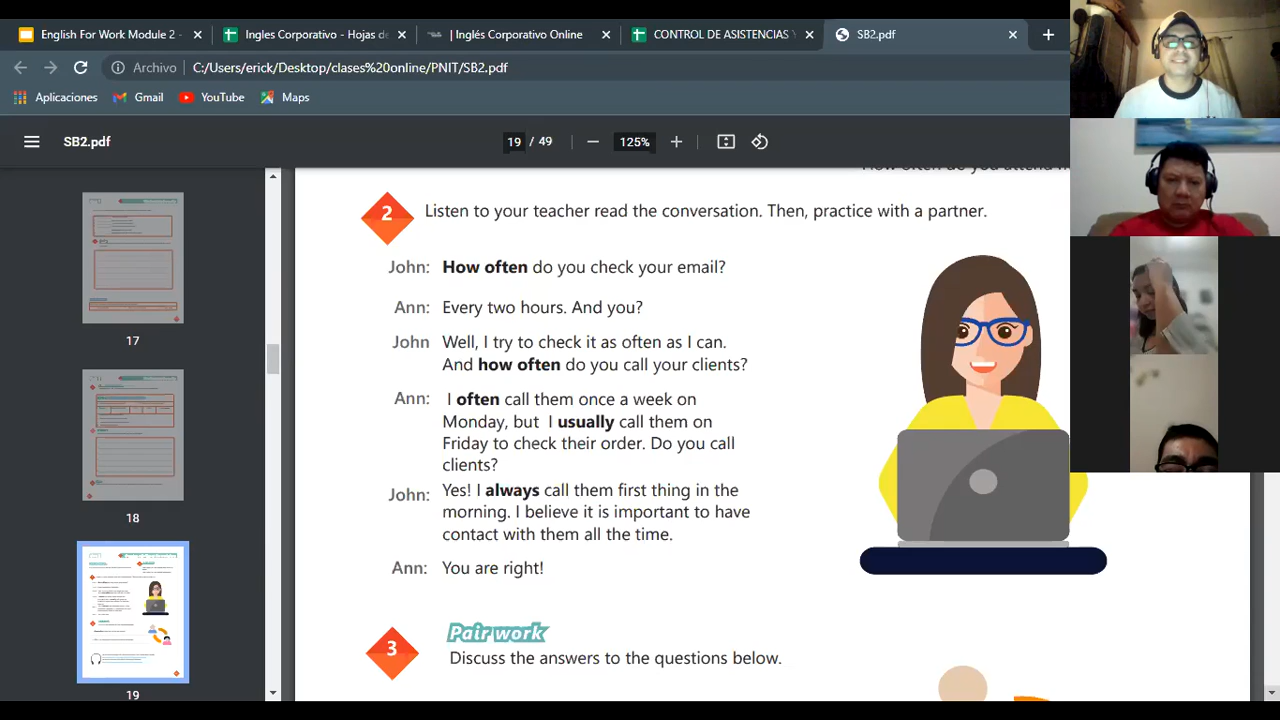 English For Work Module 2 -
Ingles Corporativo - Hojas de
| Inglés Corporativo Online
CONTROL DE ASISTENCIAS Y
SB2.pdf
Archivo
C:/Users/erick/Desktop/clases%20online/PNIT/SB2.pdf
Aplicaciones
Gmail
YouTube
Maps
SB2.pdf
19 / 49
125%
17
18
19
2
Listen to your teacher read the conversation. Then, practice with a partner.
John: How often do you check your email?
Ann: Every two hours. And you?
John Well, I try to check it as often as I can.
And how often do you call your clients?
Ann: I often call them once a week on
Monday, but I usually call them on
Friday to check their order. Do you call
clients?
John: Yes! I always call them first thing in the
morning. I believe it is important to have
contact with them all the time.
Ann: You are right!
3
Pair work
Discuss the answers to the questions below.